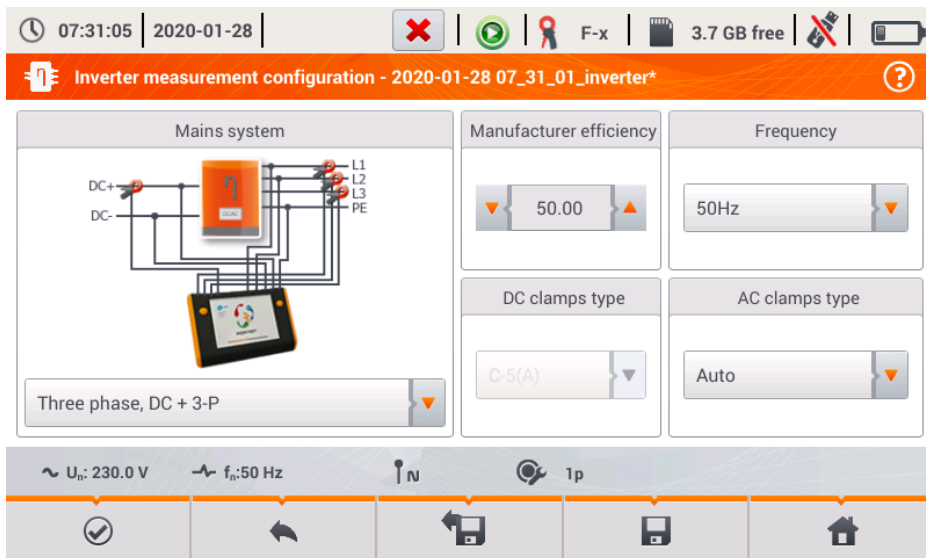 07:31:05 2020-01-28 F-x 3.7 GB free
Inverter measurement configuration - 2020-01-28 07_31_01_inverter* ?
Mains system
Manufacturer efficiency
Frequency
DC+
DC-
DC/AC
L1
L2
L3
PE
50.00
50Hz
DC clamps type
AC clamps type
C-5(A)
Auto
Three phase, DC + 3-P
Un: 230.0 V fn:50 Hz N 1p